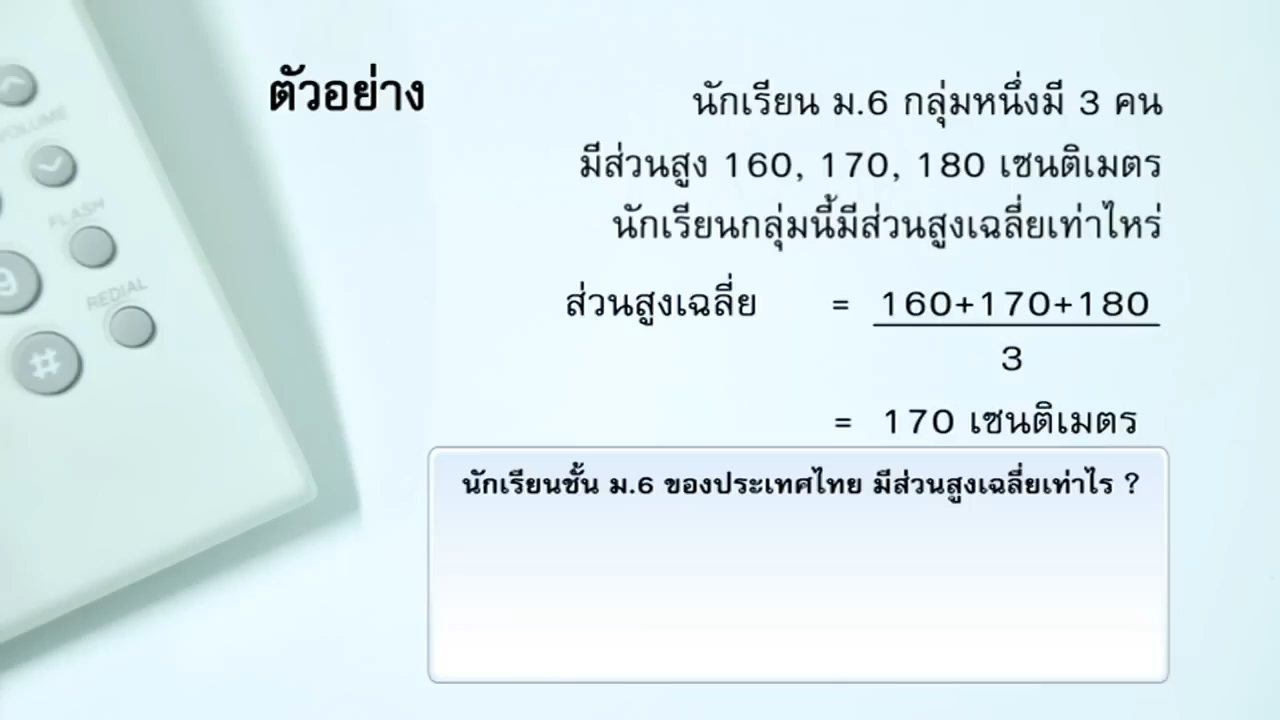 ตัวอย่าง
นักเรียน ม.6 กลุ่มหนึ่งมี 3 คน
มีส่วนสูง 160, 170, 180 เซนติเมตร
นักเรียนกลุ่มนี้มีส่วนสูงเฉลี่ยเท่าไหร่
ส่วนสูงเฉลี่ย = 160+170+180
3
= 170 เซนติเมตร
นักเรียนชั้น ม.6 ของประเทศไทย มีส่วนสูงเฉลี่ยเท่าไร ?
VOLUME
FLASH
9
REDIAL
#